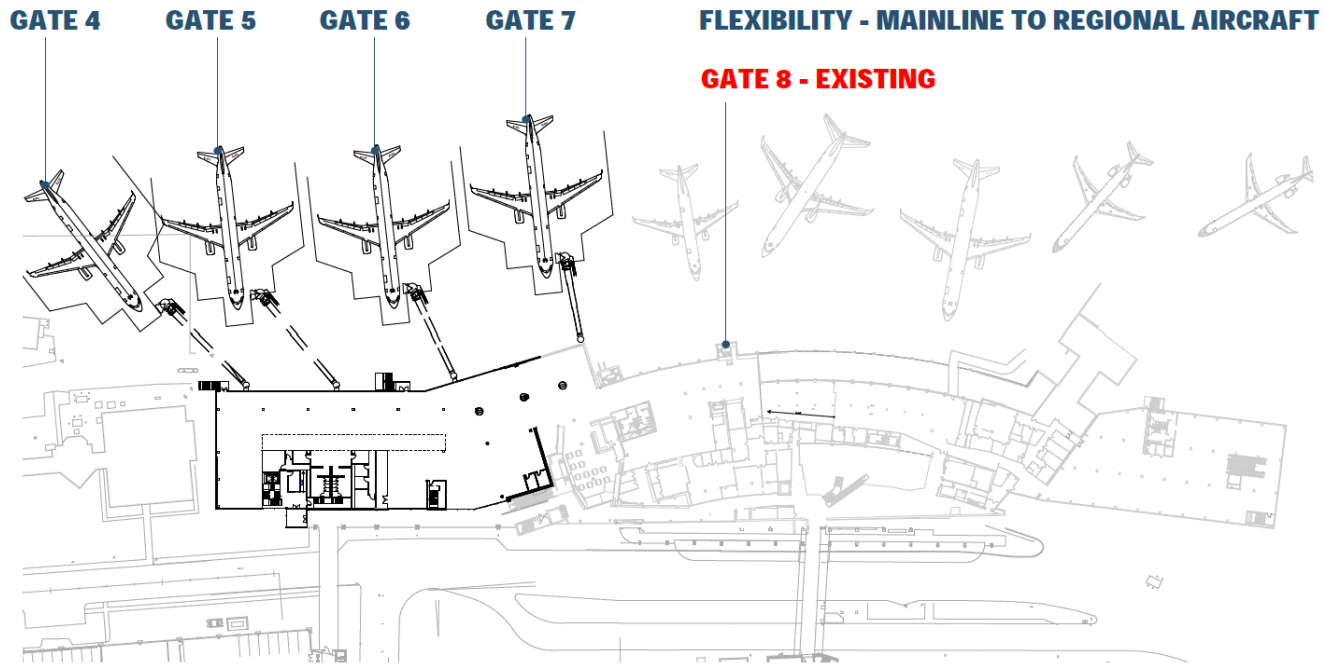 GATE 4
GATE 5
GATE 6
GATE 7
FLEXIBILITY - MAINLINE TO REGIONAL AIRCRAFT
GATE 8 - EXISTING